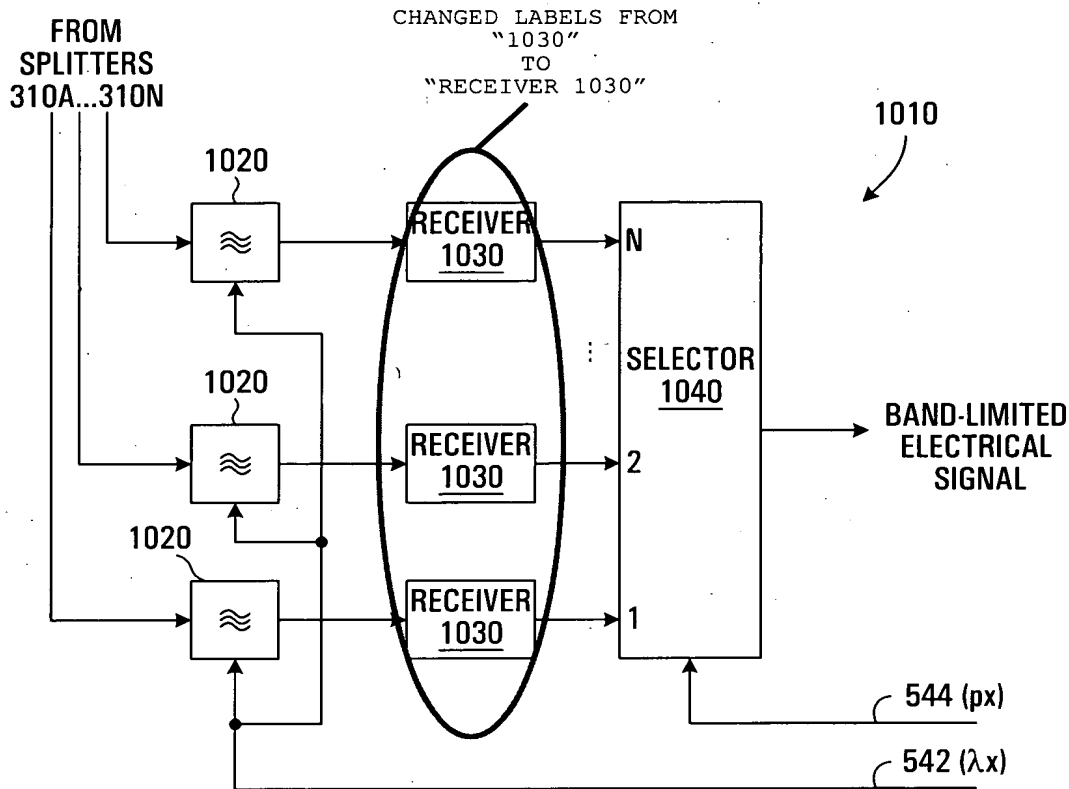 CHANGED LABELS FROM
"1030"
TO
"RECEIVER 1030"
FROM
SPLITTERS
310A...310N
1010
1020
RECEIVER
1030
N
1020
RECEIVER
1030
2
SELECTOR
1040
BAND-LIMITED
ELECTRICAL
SIGNAL
1020
RECEIVER
1030
1
544 (px)
542 (λx)